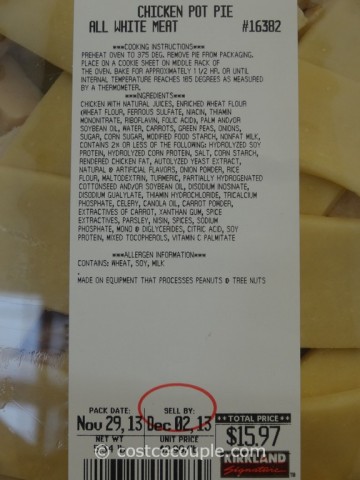 CHICKEN POT PIE
ALL WHITE MEAT #16382
***COOKING INSTRUCTIONS***
PREHEAT OVEN TO 375 DEG. REMOVE PIE FROM PACKAGING.
PLACE ON A COOKIE SHEET ON MIDDLE RACK OF
THE OVEN. BAKE FOR APPROXIMATELY 1 1/2 HR. OR UNTIL
INTERNAL TEMPERATURE REACHES 165 DEGREES AS MEASURED
BY A THERMOMETER.
***INGREDIENTS***
CHICKEN WITH NATURAL JUICES, ENRICHED WHEAT FLOUR
(WHEAT FLOUR, FERROUS SULFATE, NIACIN, THIAMIN
MONONITRATE, RIBOFLAVIN, FOLIC ACID), PALM AND/OR
SOYBEAN OIL, WATER, CARROTS, GREEN PEAS, ONIONS,
SUGAR, CORN SUGAR, MODIFIED FOOD STARCH, NONFAT MILK,
CONTAINS 2% OR LESS OF THE FOLLOWING: HYDROLYZED SOY
PROTEIN, HYDROLYZED CORN PROTEIN, SALT, CORN STARCH,
RENDERED CHICKEN FAT, AUTOLYZED YEAST EXTRACT,
NATURAL & ARTIFICIAL FLAVORS, ONION POWDER, RICE
FLOUR, MALTODEXTRIN, TURMERIC, PARTIALLY HYDROGENATED
COTTONSEED AND/OR SOYBEAN OIL, DISODIUM INOSINATE,
DISODIUM GUALYLATE, THIAMIN HYDROCHLORIDE, TRICALCIUM
PHOSPHATE, CELERY, CANOLA OIL, CARROT POWDER,
EXTRACTIVES OF CARROT, XANTHAN GUM, SPICE
EXTRACTIVES, PARSLEY, NISIN, SPICES, SODIUM
PHOSPHATE, MONO & DIGLYCERIDES, CITRIC ACID, SOY
PROTEIN, MIXED TOCOPHEROLS, VITAMIN C PALMITATE
***ALLERGEN INFORMATION***
CONTAINS: WHEAT, SOY, MILK
MADE ON EQUIPMENT THAT PROCESSES PEANUTS & TREE NUTS
PACK DATE: SELL BY:
Nov 29, 13 Dec 02, 13 **TOTAL PRICE**
NET WT UNIT PRICE $15.97
KIRKLAND
Signature
© costcocouple.com